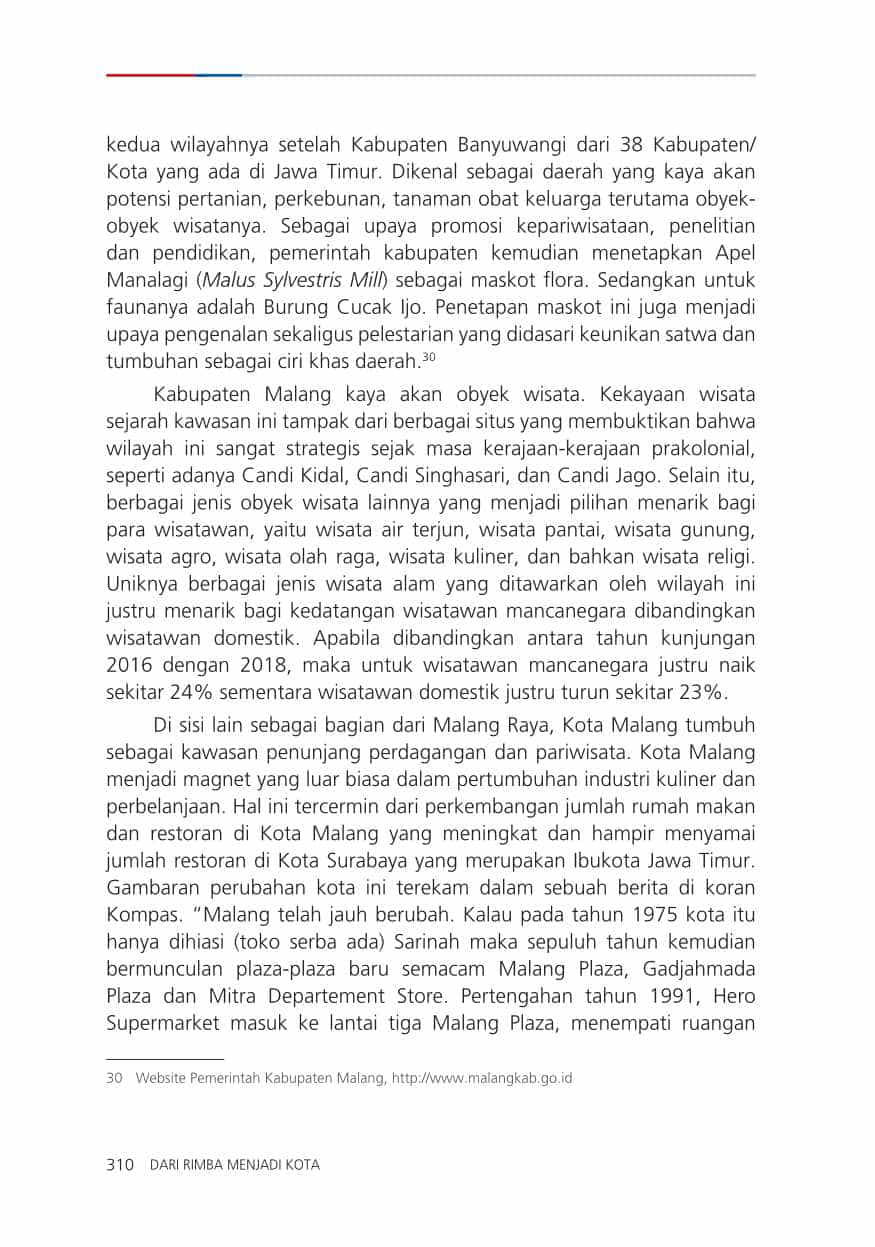 kedua wilayahnya setelah Kabupaten Banyuwangi dari 38 Kabupaten/
Kota yang ada di Jawa Timur. Dikenal sebagai daerah yang kaya akan
potensi pertanian, perkebunan, tanaman obat keluarga terutama obyek-
obyek wisatanya. Sebagai upaya promosi kepariwisataan, penelitian
dan pendidikan, pemerintah kabupaten kemudian menetapkan Apel
Manalagi (Malus Sylvestris Mill) sebagai maskot flora. Sedangkan untuk
faunanya adalah Burung Cucak Ijo. Penetapan maskot ini juga menjadi
upaya pengenalan sekaligus pelestarian yang didasari keunikan satwa dan
tumbuhan sebagai ciri khas daerah.30
Kabupaten Malang kaya akan obyek wisata. Kekayaan wisata
sejarah kawasan ini tampak dari berbagai situs yang membuktikan bahwa
wilayah ini sangat strategis sejak masa kerajaan-kerajaan prakolonial,
seperti adanya Candi Kidal, Candi Singhasari, dan Candi Jago. Selain itu,
berbagai jenis obyek wisata lainnya yang menjadi pilihan menarik bagi
para wisatawan, yaitu wisata air terjun, wisata pantai, wisata gunung,
wisata agro, wisata olah raga, wisata kuliner, dan bahkan wisata religi.
Uniknya berbagai jenis wisata alam yang ditawarkan oleh wilayah ini
justru menarik bagi kedatangan wisatawan mancanegara dibandingkan
wisatawan domestik. Apabila dibandingkan antara tahun kunjungan
2016 dengan 2018, maka untuk wisatawan mancanegara justru naik
sekitar 24% sementara wisatawan domestik justru turun sekitar 23%.
Di sisi lain sebagai bagian dari Malang Raya, Kota Malang tumbuh
sebagai kawasan penunjang perdagangan dan pariwisata. Kota Malang
menjadi magnet yang luar biasa dalam pertumbuhan industri kuliner dan
perbelanjaan. Hal ini tercermin dari perkembangan jumlah rumah makan
dan restoran di Kota Malang yang meningkat dan hampir menyamai
jumlah restoran di Kota Surabaya yang merupakan Ibukota Jawa Timur.
Gambaran perubahan kota ini terekam dalam sebuah berita di koran
Kompas. “Malang telah jauh berubah. Kalau pada tahun 1975 kota itu
hanya dihiasi (toko serba ada) Sarinah maka sepuluh tahun kemudian
bermunculan plaza-plaza baru semacam Malang Plaza, Gadjahmada
Plaza dan Mitra Departement Store. Pertengahan tahun 1991, Hero
Supermarket masuk ke lantai tiga Malang Plaza, menempati ruangan
30 Website Pemerintah Kabupaten Malang, http://www.malangkab.go.id
310 DARI RIMBA MENJADI KOTA